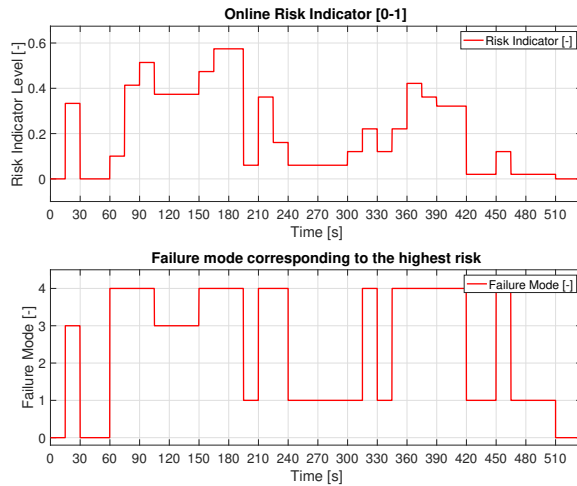 Online Risk Indicator [0-1]
Risk Indicator [-]
0.6
0.4
0.2
0
Risk Indicator Level [-]
0 30 60 90 120 150 180 210 240 270 300 330 360 390 420 450 480 510
Time [s]
Failure mode corresponding to the highest risk
Failure Mode [-]
4
3
2
1
0
Failure Mode [-]
0 30 60 90 120 150 180 210 240 270 300 330 360 390 420 450 480 510
Time [s]